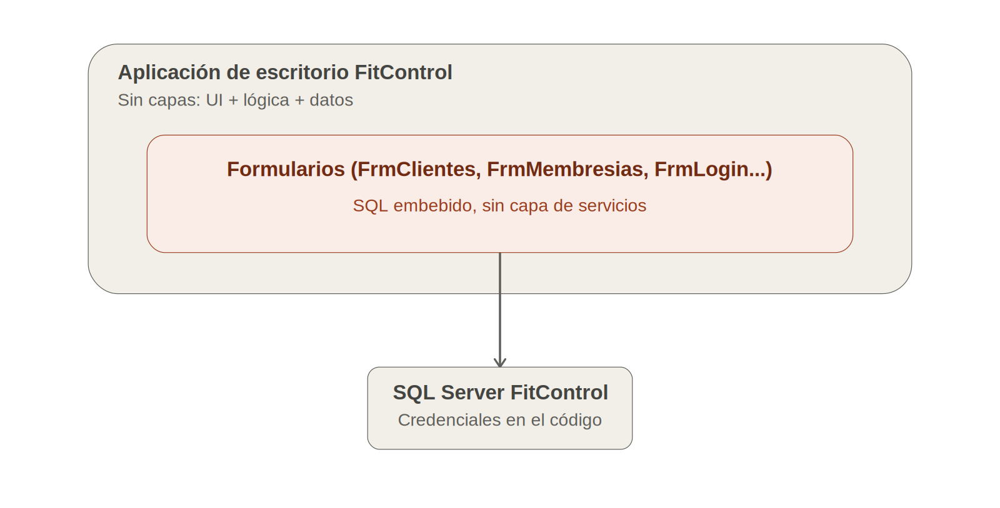 Aplicación de escritorio FitControl
Sin capas: UI + lógica + datos
Formularios (FrmClientes, FrmMembresias, FrmLogin...)
SQL embebido, sin capa de servicios
SQL Server FitControl
Credenciales en el código